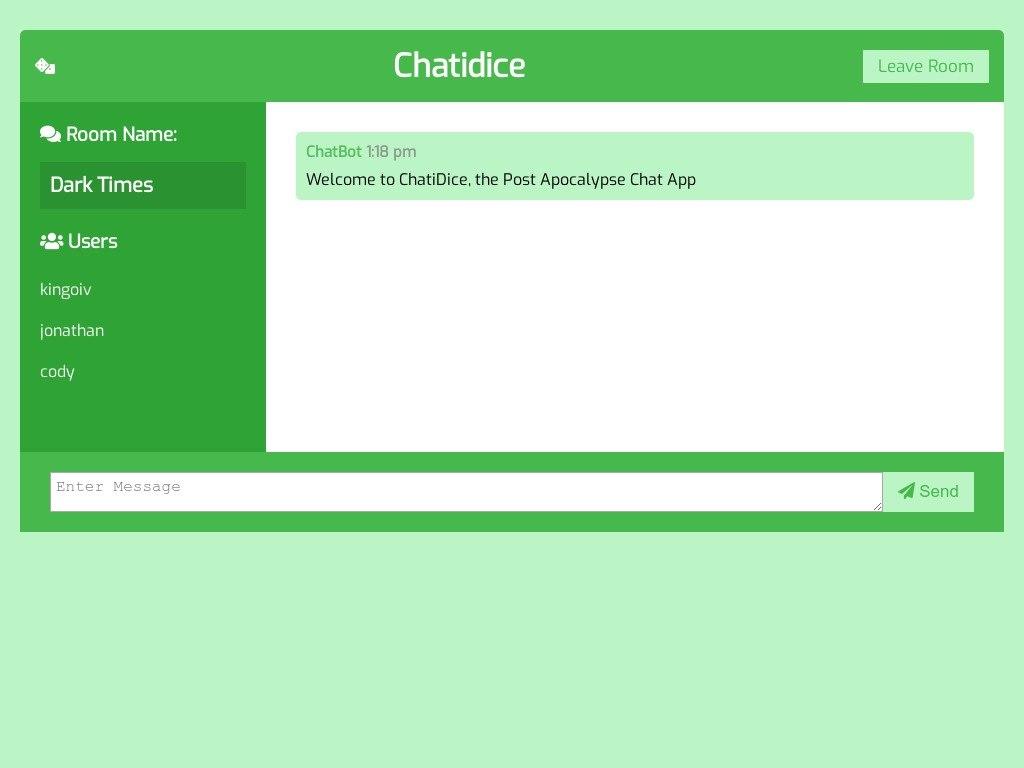 Chatidice
Leave Room
Room Name:
Dark Times
Users
kingoiv
jonathan
cody
ChatBot 1:18 pm
Welcome to ChatiDice, the Post Apocalypse Chat App
Enter Message
Send